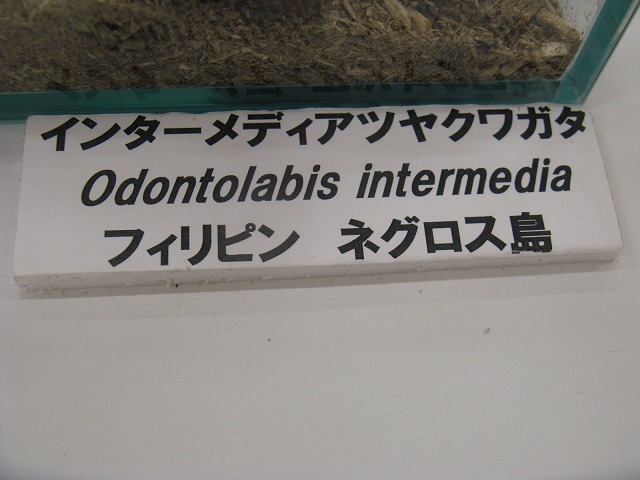 インターメディアツヤクワガタ
Odontolabis intermedia
フィリピン　ネグロス島